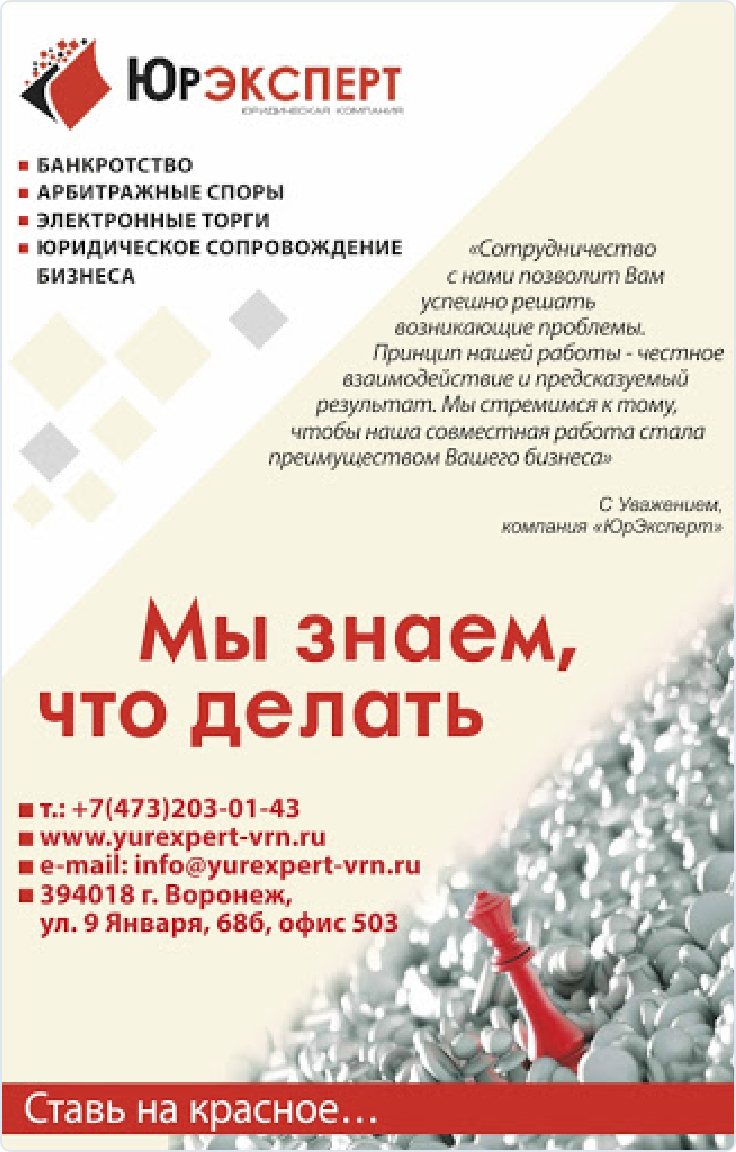 ЮрЭКСПЕРТ
ЮРИДИЧЕСКАЯ КОМПАНИЯ
БАНКРОТСТВО
АРБИТРАЖНЫЕ СПОРЫ
ЭЛЕКТРОННЫЕ ТОРГИ
ЮРИДИЧЕСКОЕ СОПРОВОЖДЕНИЕ
БИЗНЕСА
«Сотрудничество
с нами позволит Вам
успешно решать
возникающие проблемы.
Принцип нашей работы - честное
взаимодействие и предсказуемый
результат. Мы стремимся к тому,
чтобы наша совместная работа стала
преимуществом Вашего бизнеса»
С Уважением,
компания «ЮрЭксперт»
Мы знаем,
что делать
т.: +7(473)203-01-43
www.yurexpert-vrn.ru
e-mail: info@yurexpert-vrn.ru
394018 г. Воронеж,
ул. 9 Января, 68б, офис 503
Ставь на красное...